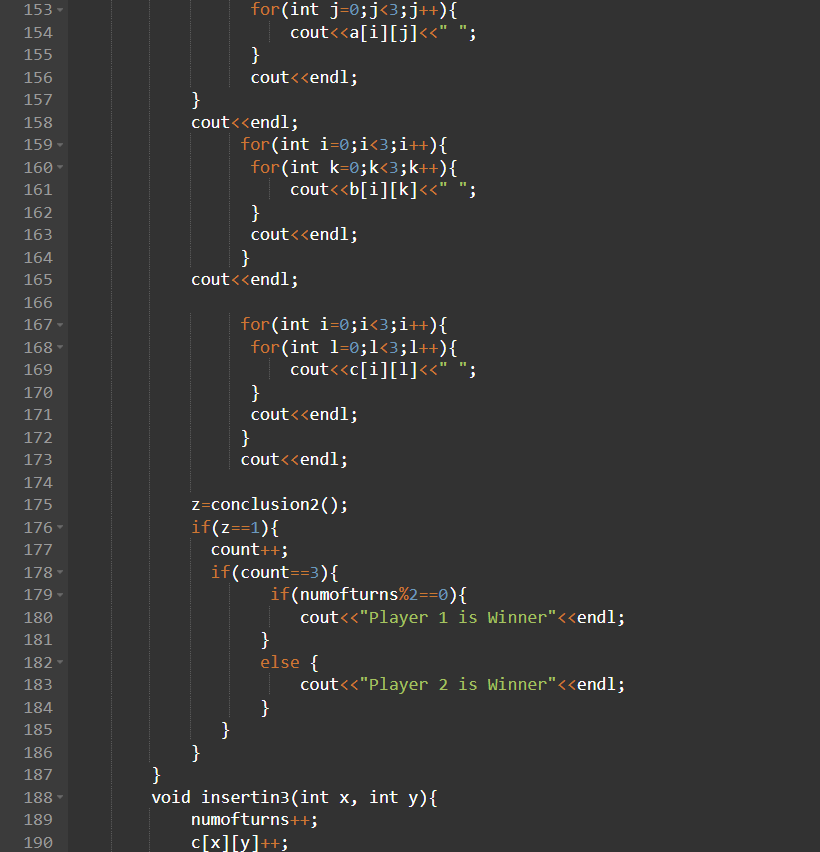 153 for(int j=0;j<3;j++){
154 cout<<a[i][j]<<" ";
155 }
156 cout<<endl;
157 }
158 cout<<endl;
159 for(int i=0;i<3;i++){
160 for(int k=0;k<3;k++){
161 cout<<b[i][k]<<" ";
162 }
163 cout<<endl;
164 }
165 cout<<endl;
166
167 for(int i=0;i<3;i++){
168 for(int l=0;l<3;l++){
169 cout<<c[i][l]<<" ";
170 }
171 cout<<endl;
172 }
173 cout<<endl;
174
175 z=conclusion2();
176 if(z==1){
177 count++;
178 if(count==3){
179 if(numofturns%2==0){
180 cout<<"Player 1 is Winner"<<endl;
181 }
182 else {
183 cout<<"Player 2 is Winner"<<endl;
184 }
185 }
186 }
187 }
188 void insertin3(int x, int y){
189 numofturns++;
190 c[x][y]++;